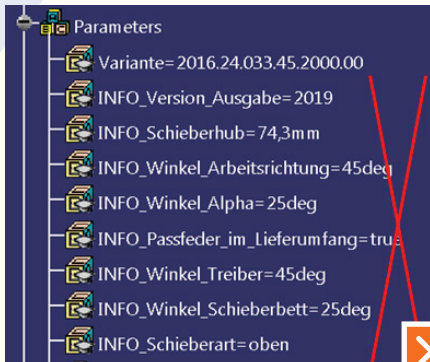 Parameters
Variante=2016.24.033.45.2000.00
INFO_Version_Ausgabe=2019
INFO_Schieberhub=74,3mm
INFO_Winkel_Arbeitsrichtung=45deg
INFO_Winkel_Alpha=25deg
INFO_Passfeder_im_Lieferumfang=true
INFO_Winkel_Treiber=45deg
INFO_Winkel_Schieberbett=25deg
INFO_Schieberart=oben